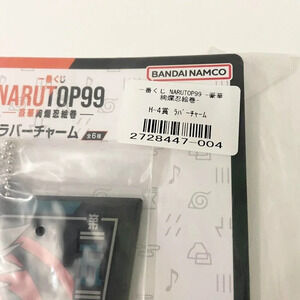 一番くじ
NARUTOP99
―豪華絢爛忍絵巻―
ラバーチャーム
全6種
BANDAI NAMCO
一番くじ NARUTOP99 -豪華
絢爛忍絵巻-
H-4賞 ラバーチャーム
2728447-004
第